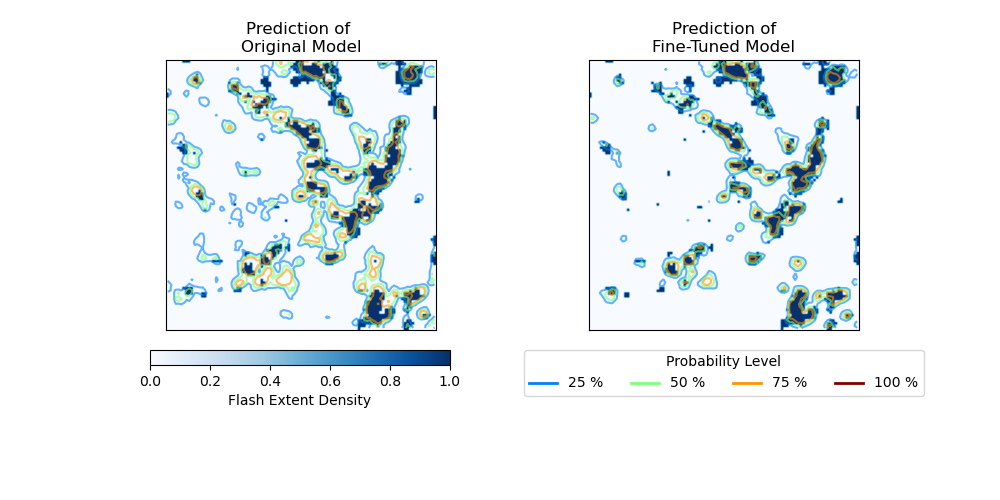 Prediction of
Original Model
Prediction of
Fine-Tuned Model
0.0 0.2 0.4 0.6 0.8 1.0
Flash Extent Density
Probability Level
25 % 50 % 75 % 100 %